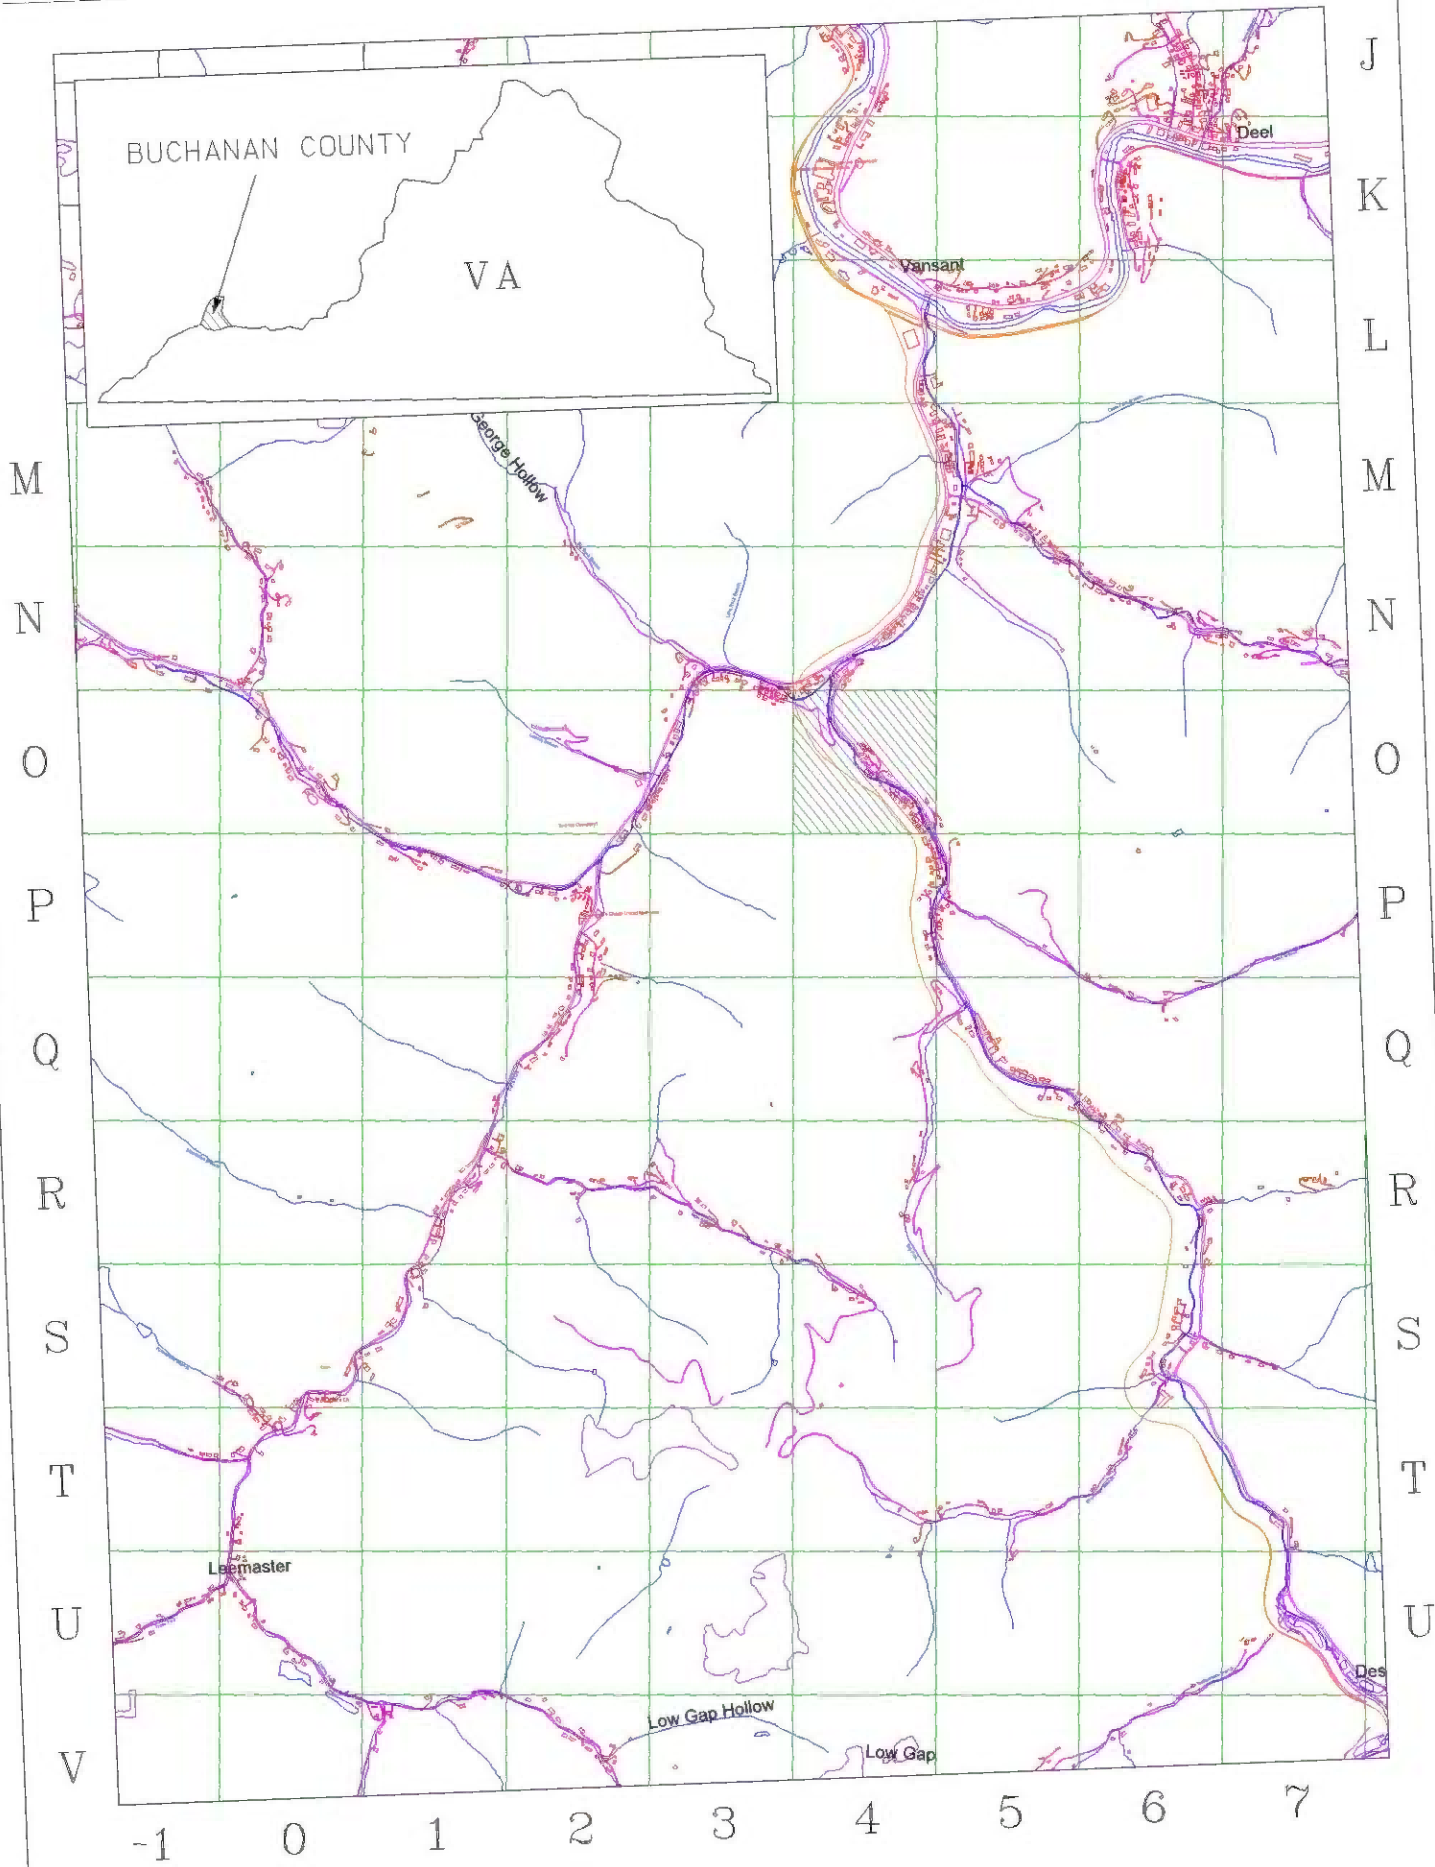 J
BUCHANAN COUNTY
Deel
K
VA
Vansant
L
George Hollow
M
M
N
N
O
O
P
P
Q
Q
R
R
S
S
T
T
Leemaster
U
U
Des
Low Gap Hollow
Low Gap
V
-1
0
1
2
3
4
5
6
7